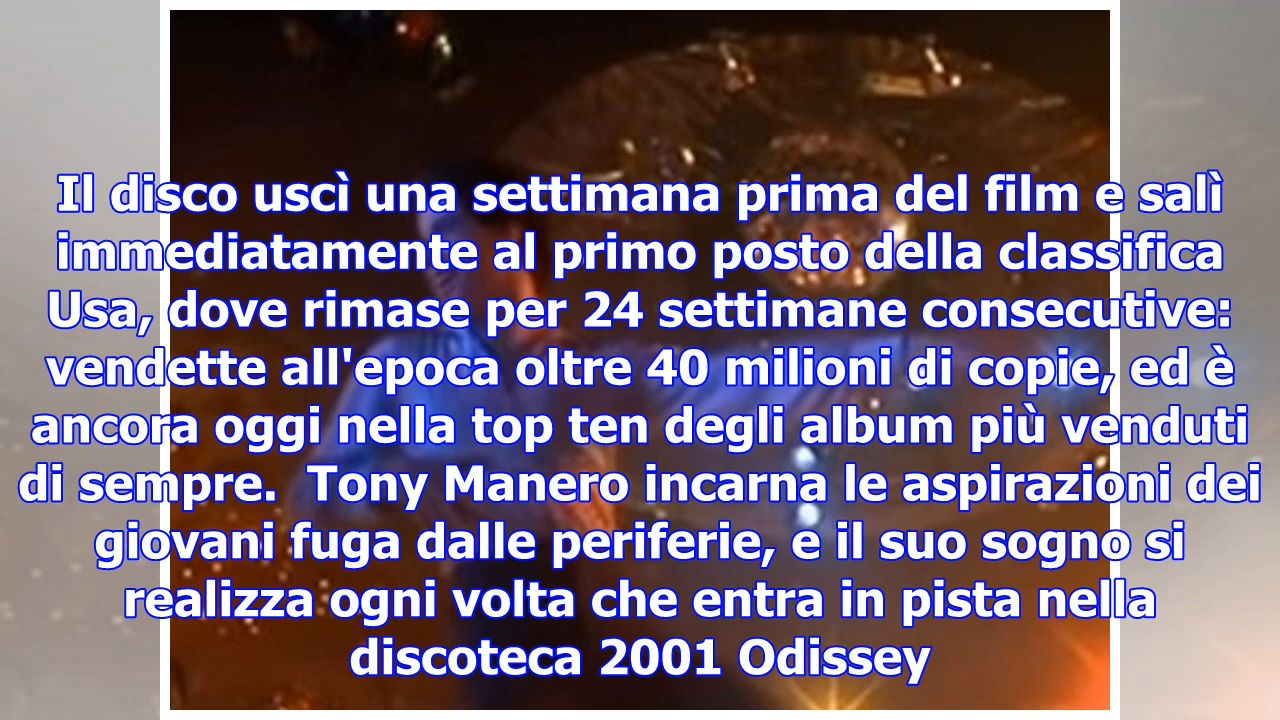 Il disco uscì una settimana prima del film e salì
immediatamente al primo posto della classifica
Usa, dove rimase per 24 settimane consecutive:
vendette all'epoca oltre 40 milioni di copie, ed è
ancora oggi nella top ten degli album più venduti
di sempre.  Tony Manero incarna le aspirazioni dei
giovani fuga dalle periferie, e il suo sogno si
realizza ogni volta che entra in pista nella
discoteca 2001 Odissey